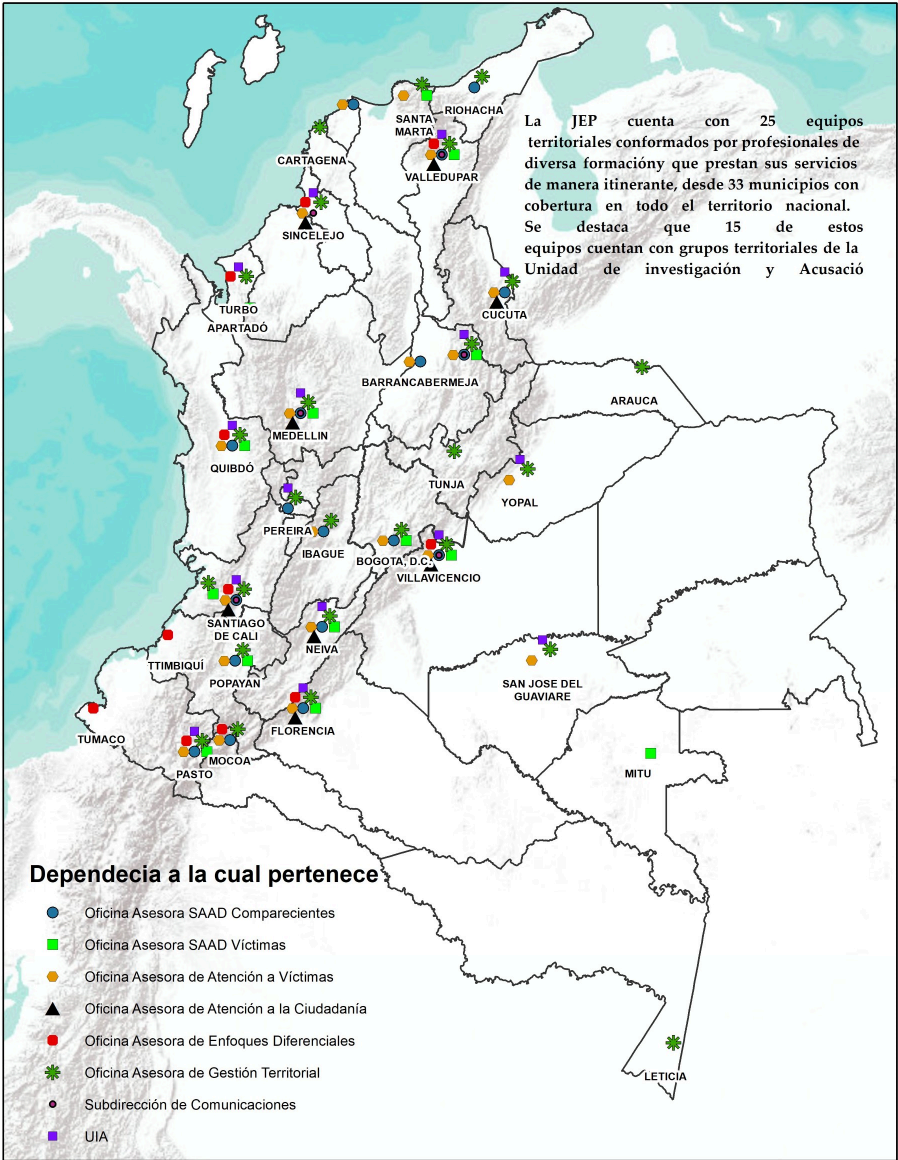 RIOHACHA
SANTA
MARTA
CARTAGENA
VALLEDUPAR
La JEP cuenta con 25 equipos
territoriales conformados por profesionales de
diversa formacióny que prestan sus servicios
de manera itinerante, desde 33 municipios con
cobertura en todo el territorio nacional.
Se destaca que 15 de estos
equipos cuentan con grupos territoriales de la
Unidad de investigación y Acusació
SINCELEJO
TURBO
APARTADÓ
CUCUTA
BARRANCABERMEJA
ARAUCA
MEDELLIN
QUIBDÓ
TUNJA
YOPAL
PEREIRA
IBAGUE
BOGOTA, D.C.
VILLAVICENCIO
SANTIAGO
DE CALI
NEIVA
TTIMBIQUÍ
POPAYAN
SAN JOSE DEL
GUAVIARE
FLORENCIA
TUMACO
MOCOA
PASTO
MITU
LETICIA
Dependecia a la cual pertenece
Oficina Asesora SAAD Comparecientes
Oficina Asesora SAAD Víctimas
Oficina Asesora de Atención a Víctimas
Oficina Asesora de Atención a la Ciudadanía
Oficina Asesora de Enfoques Diferenciales
Oficina Asesora de Gestión Territorial
Subdirección de Comunicaciones
UIA